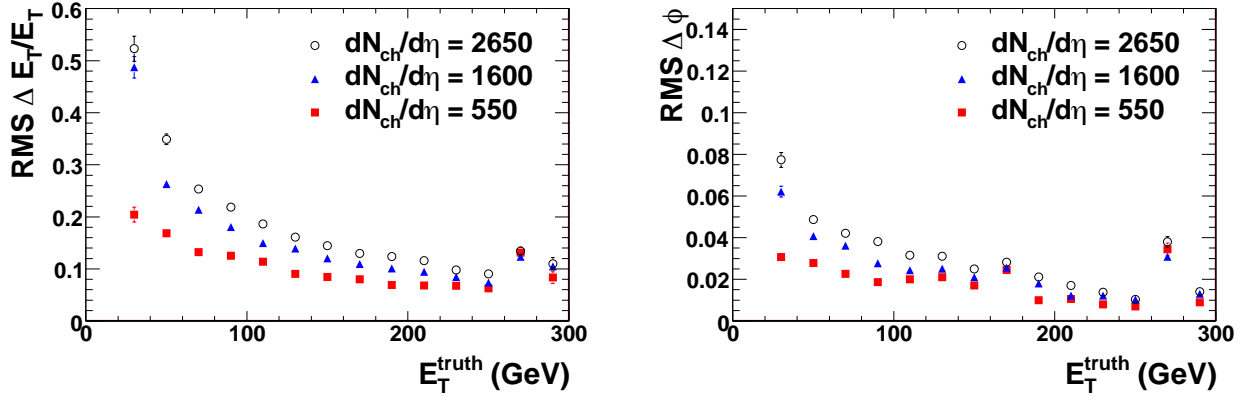 RMS Δ E_T/E_T
0.6
0.5
0.4
0.3
0.2
0.1
0
dN_ch/dη = 2650
dN_ch/dη = 1600
dN_ch/dη = 550
0 100 200 300
E_T^truth (GeV)
RMS Δ ϕ
0.14
0.12
0.1
0.08
0.06
0.04
0.02
0
dN_ch/dη = 2650
dN_ch/dη = 1600
dN_ch/dη = 550
0 100 200 300
E_T^truth (GeV)